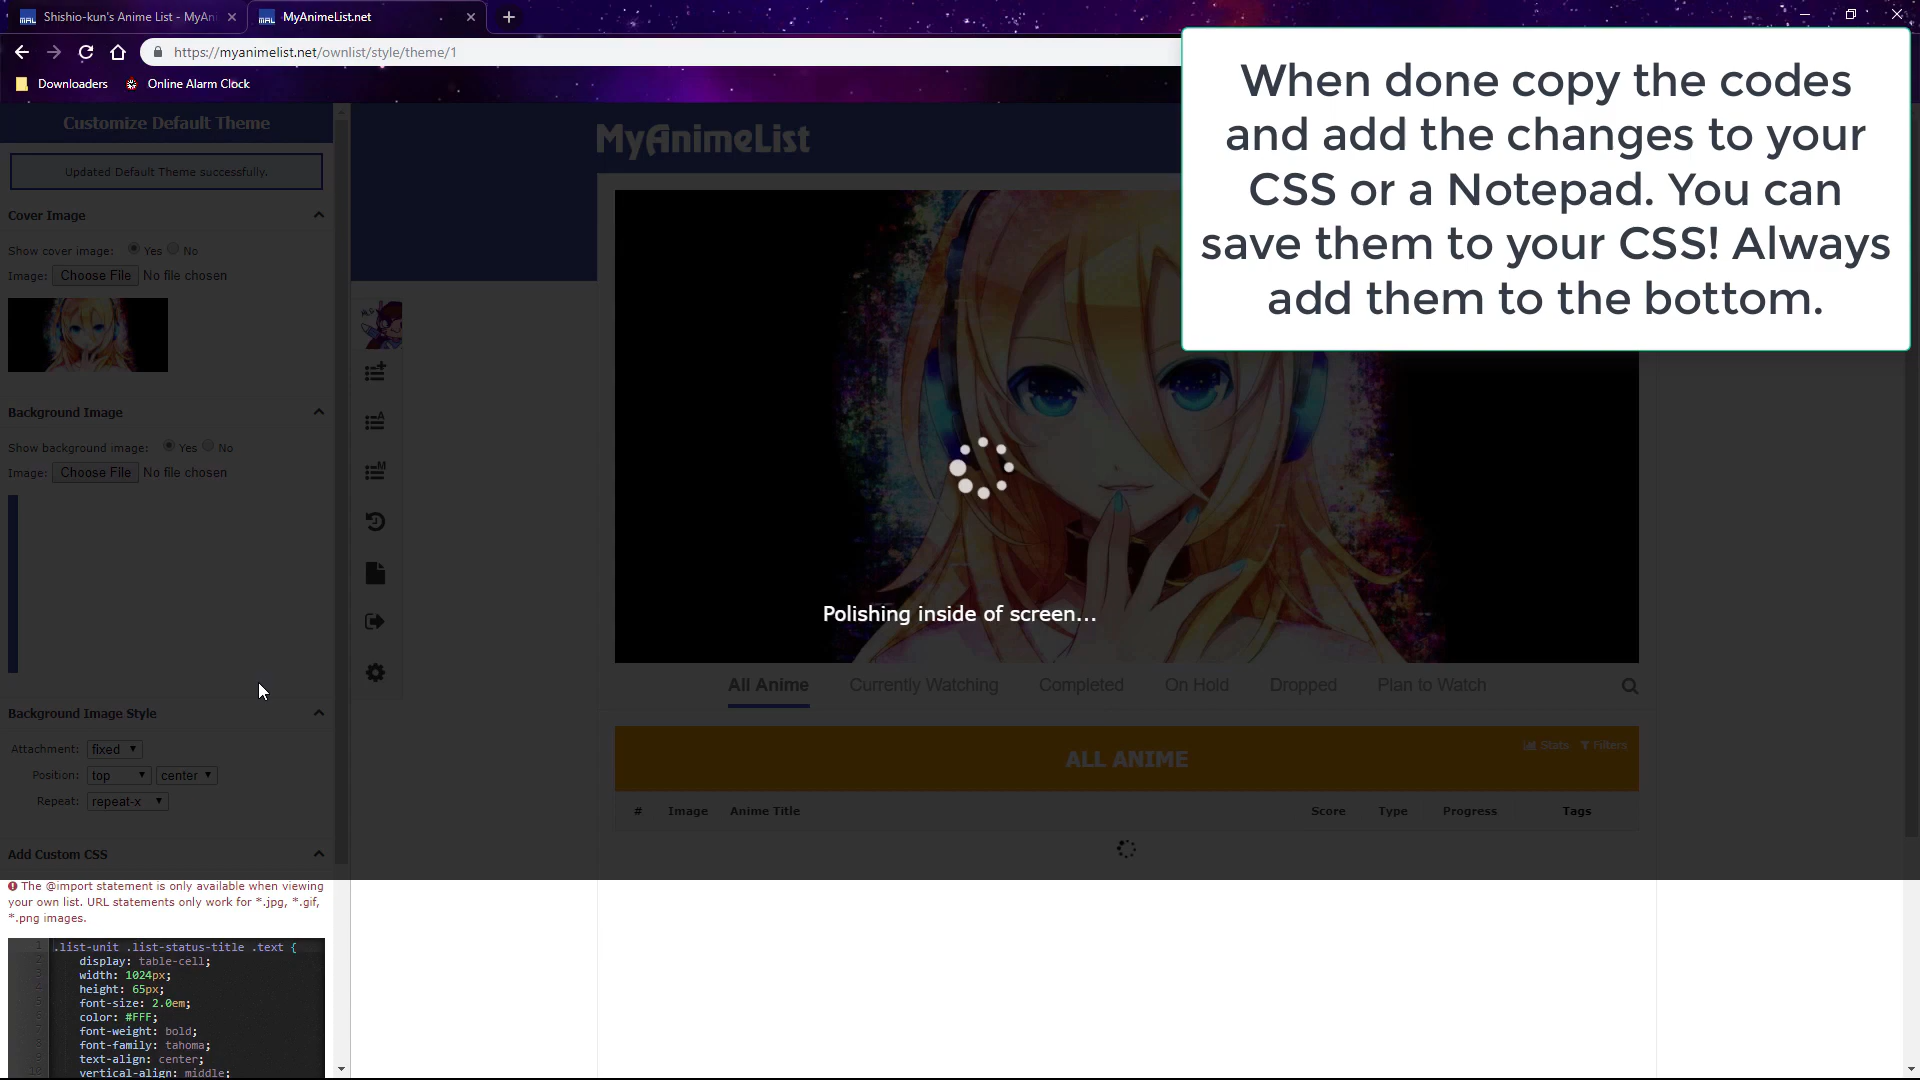 Shishio-kun's Anime List - MyAni
MyAnimeList.net
https://myanimelist.net/ownlist/style/theme/1
Downloaders
Online Alarm Clock
When done copy the codes
and add the changes to your
CSS or a Notepad. You can
save them to your CSS! Always
add them to the bottom.
Customize Default Theme
Updated Default Theme successfully.
Cover Image
Show cover image: Yes No
Image: Choose File No file chosen
Background Image
Show background image: Yes No
Image: Choose File No file chosen
Background Image Style
Attachment: fixed
Position: top center
Repeat: repeat-x
Add Custom CSS
The @import statement is only available when viewing
your own list. URL statements only work for *.jpg, *.gif,
*.png images.
1 .list-unit .list-status-title .text {
display: table-cell;
width: 1024px;
height: 65px;
font-size: 2.0em;
color: #FFF;
font-weight: bold;
font-family: tahoma;
text-align: center;
10 vertical-align: middle;
MyAnimeList
Polishing inside of screen...
All Anime Currently Watching Completed On Hold Dropped Plan to Watch
ALL ANIME
Stats Filters
# Image Anime Title Score Type Progress Tags